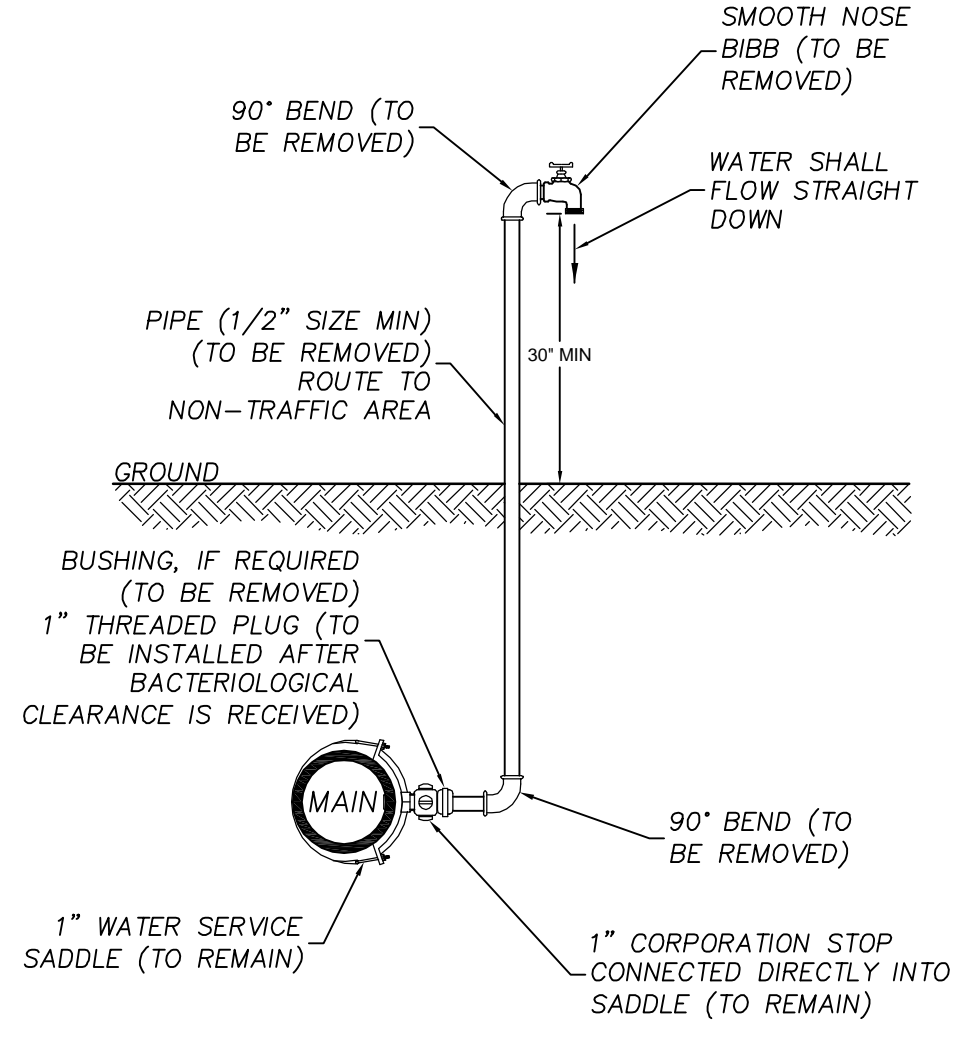 SMOOTH NOSE
BIBB (TO BE
REMOVED)
90° BEND (TO
BE REMOVED)
WATER SHALL
FLOW STRAIGHT
DOWN
PIPE (1/2" SIZE MIN)
(TO BE REMOVED)
ROUTE TO
NON-TRAFFIC AREA
30" MIN
GROUND
BUSHING, IF REQUIRED
(TO BE REMOVED)
1" THREADED PLUG (TO
BE INSTALLED AFTER
BACTERIOLOGICAL
CLEARANCE IS RECEIVED)
MAIN
90° BEND (TO
BE REMOVED)
1" WATER SERVICE
SADDLE (TO REMAIN)
1" CORPORATION STOP
CONNECTED DIRECTLY INTO
SADDLE (TO REMAIN)